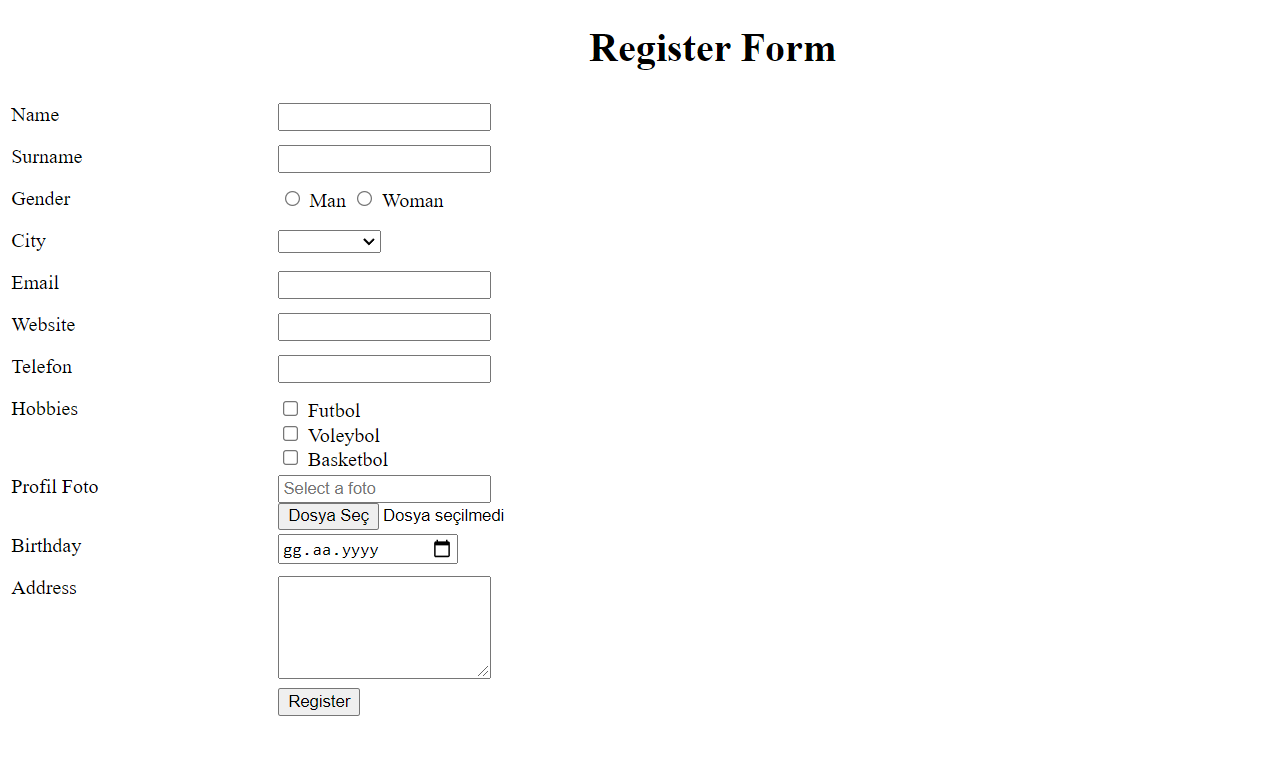 Register Form
Name
Surname
Gender Man Woman
City
Email
Website
Telefon
Hobbies Futbol
Voleybol
Basketbol
Profil Foto Select a foto
Dosya Seç Dosya seçilmedi
Birthday gg.aa.yyyy
Address
Register